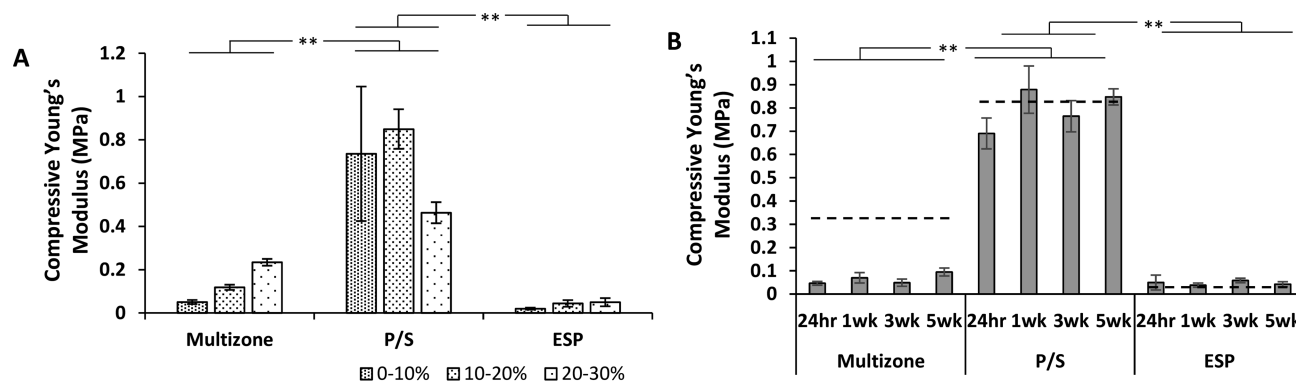 A
Compressive Young's
Modulus (MPa)
**
**
1.2
1
0.8
0.6
0.4
0.2
0
Multizone
P/S
ESP
0-10%
10-20%
20-30%
B
Compressive Young's
Modulus (MPa)
**
**
1.1
1
0.9
0.8
0.7
0.6
0.5
0.4
0.3
0.2
0.1
0
24hr 1wk 3wk 5wk 24hr 1wk 3wk 5wk 24hr 1wk 3wk 5wk
Multizone
P/S
ESP